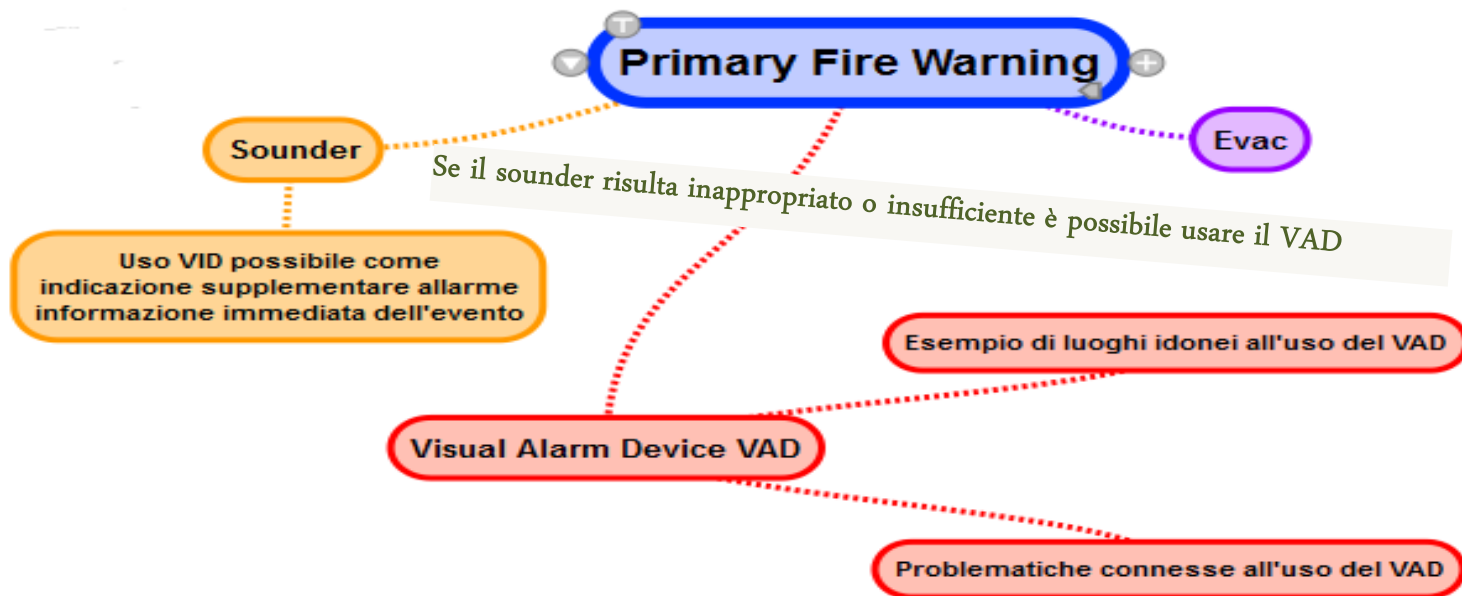 Primary Fire Warning
Sounder
Evac
Se il sounder risulta inappropriato o insufficiente è possibile usare il VAD
Uso VID possibile come
indicazione supplementare allarme
informazione immediata dell'evento
Esempio di luoghi idonei all'uso del VAD
Visual Alarm Device VAD
Problematiche connesse all'uso del VAD